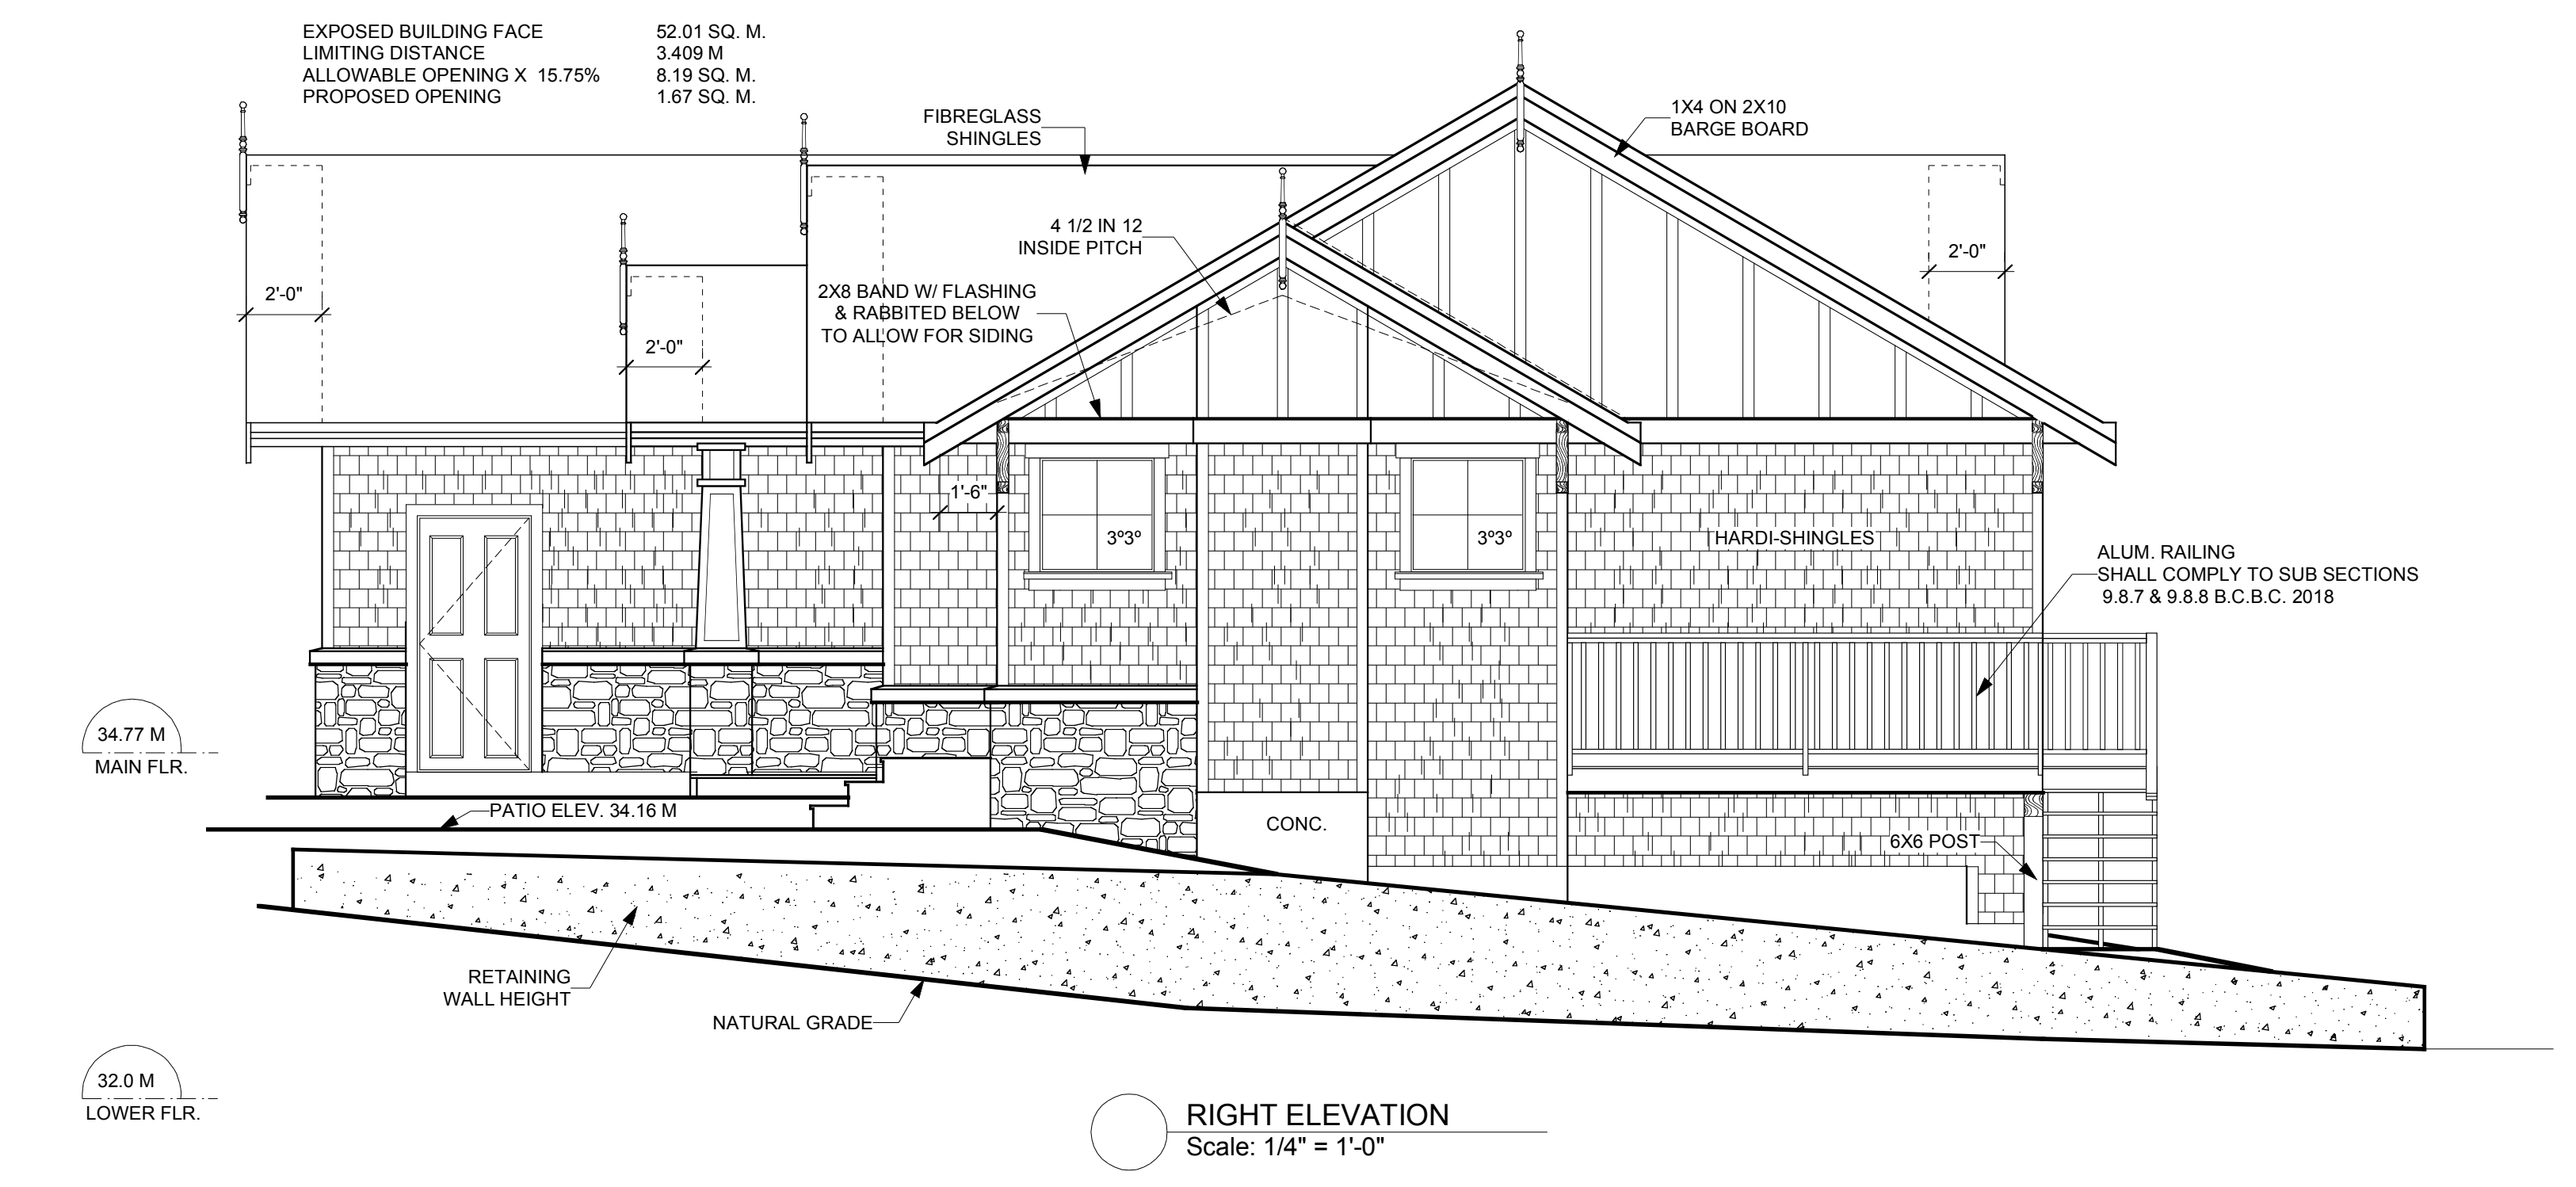 EXPOSED BUILDING FACE 52.01 SQ. M.
LIMITING DISTANCE 3.409 M
ALLOWABLE OPENING X 15.75% 8.19 SQ. M.
PROPOSED OPENING 1.67 SQ. M.
FIBREGLASS
SHINGLES
1X4 ON 2X10
BARGE BOARD
4 1/2 IN 12
INSIDE PITCH
2'-0"
2'-0"
2'-0"
2X8 BAND W/ FLASHING
& RABBITED BELOW
TO ALLOW FOR SIDING
1'-6"
3º3º
3º3º
HARDI-SHINGLES
ALUM. RAILING
SHALL COMPLY TO SUB SECTIONS
9.8.7 & 9.8.8 B.C.B.C. 2018
34.77 M
MAIN FLR.
PATIO ELEV. 34.16 M
CONC.
6X6 POST
RETAINING
WALL HEIGHT
NATURAL GRADE
32.0 M
LOWER FLR.
RIGHT ELEVATION
Scale: 1/4" = 1'-0"